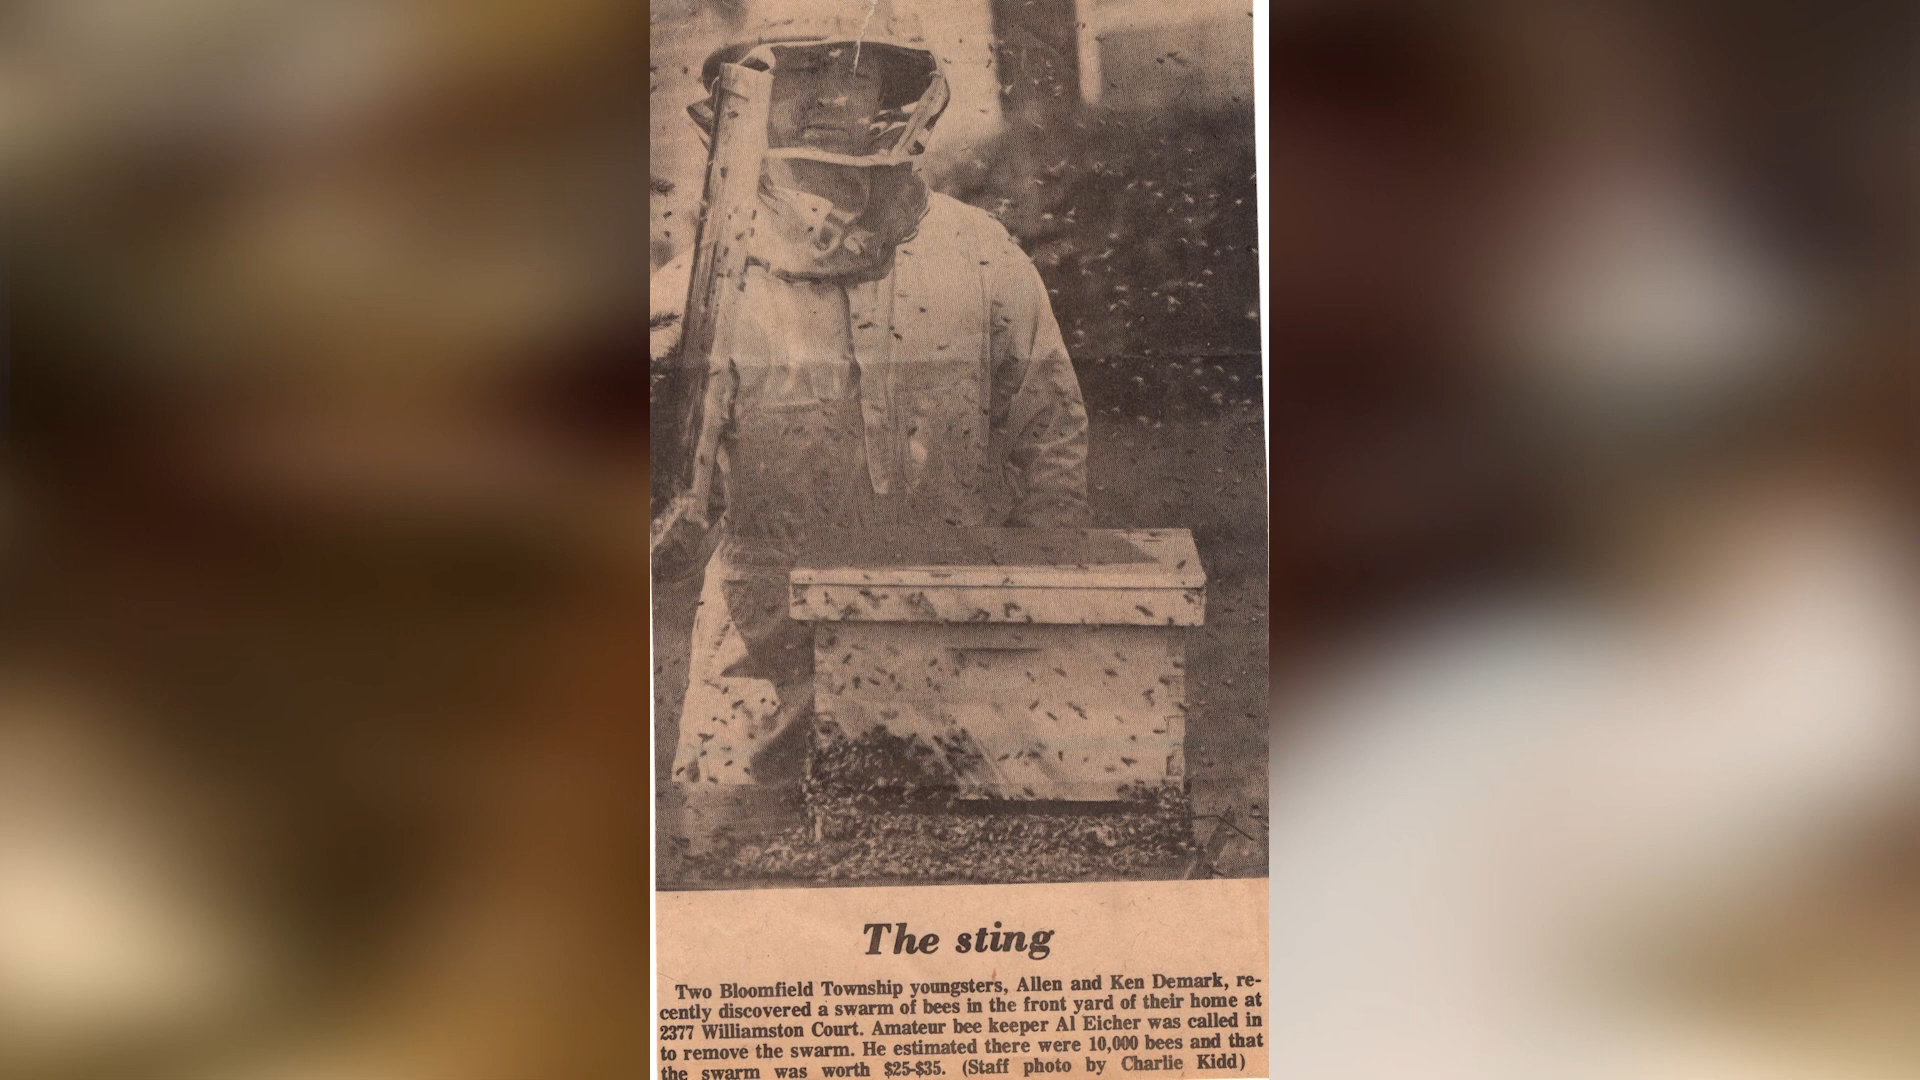 The sting
Two Bloomfield Township youngsters, Allen and Ken Demark, re-
cently discovered a swarm of bees in the front yard of their home at
2377 Williamston Court. Amateur bee keeper Al Eicher was called in
to remove the swarm. He estimated there were 10,000 bees and that
the swarm was worth $25-$35. (Staff photo by Charlie Kidd)